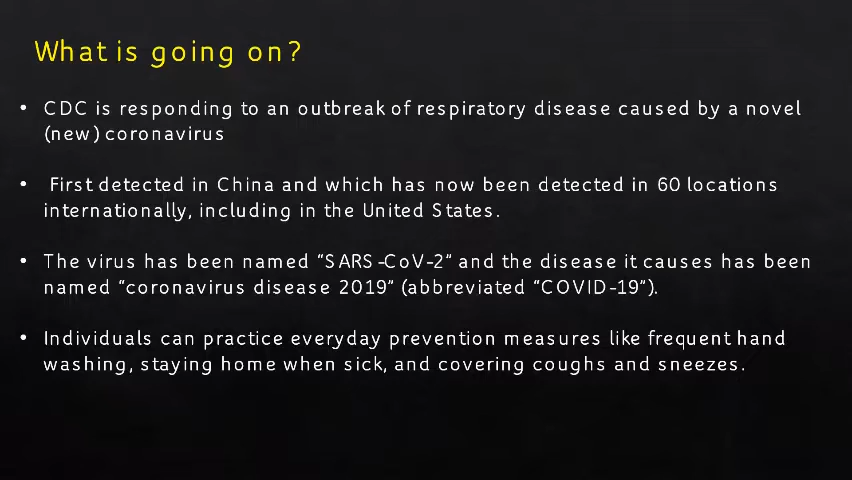 What is going on?
• CDC is responding to an outbreak of respiratory disease caused by a novel
(new) coronavirus
• First detected in China and which has now been detected in 60 locations
internationally, including in the United States.
• The virus has been named “SARS-CoV-2” and the disease it causes has been
named “coronavirus disease 2019” (abbreviated “COVID-19”).
• Individuals can practice everyday prevention measures like frequent hand
washing, staying home when sick, and covering coughs and sneezes.